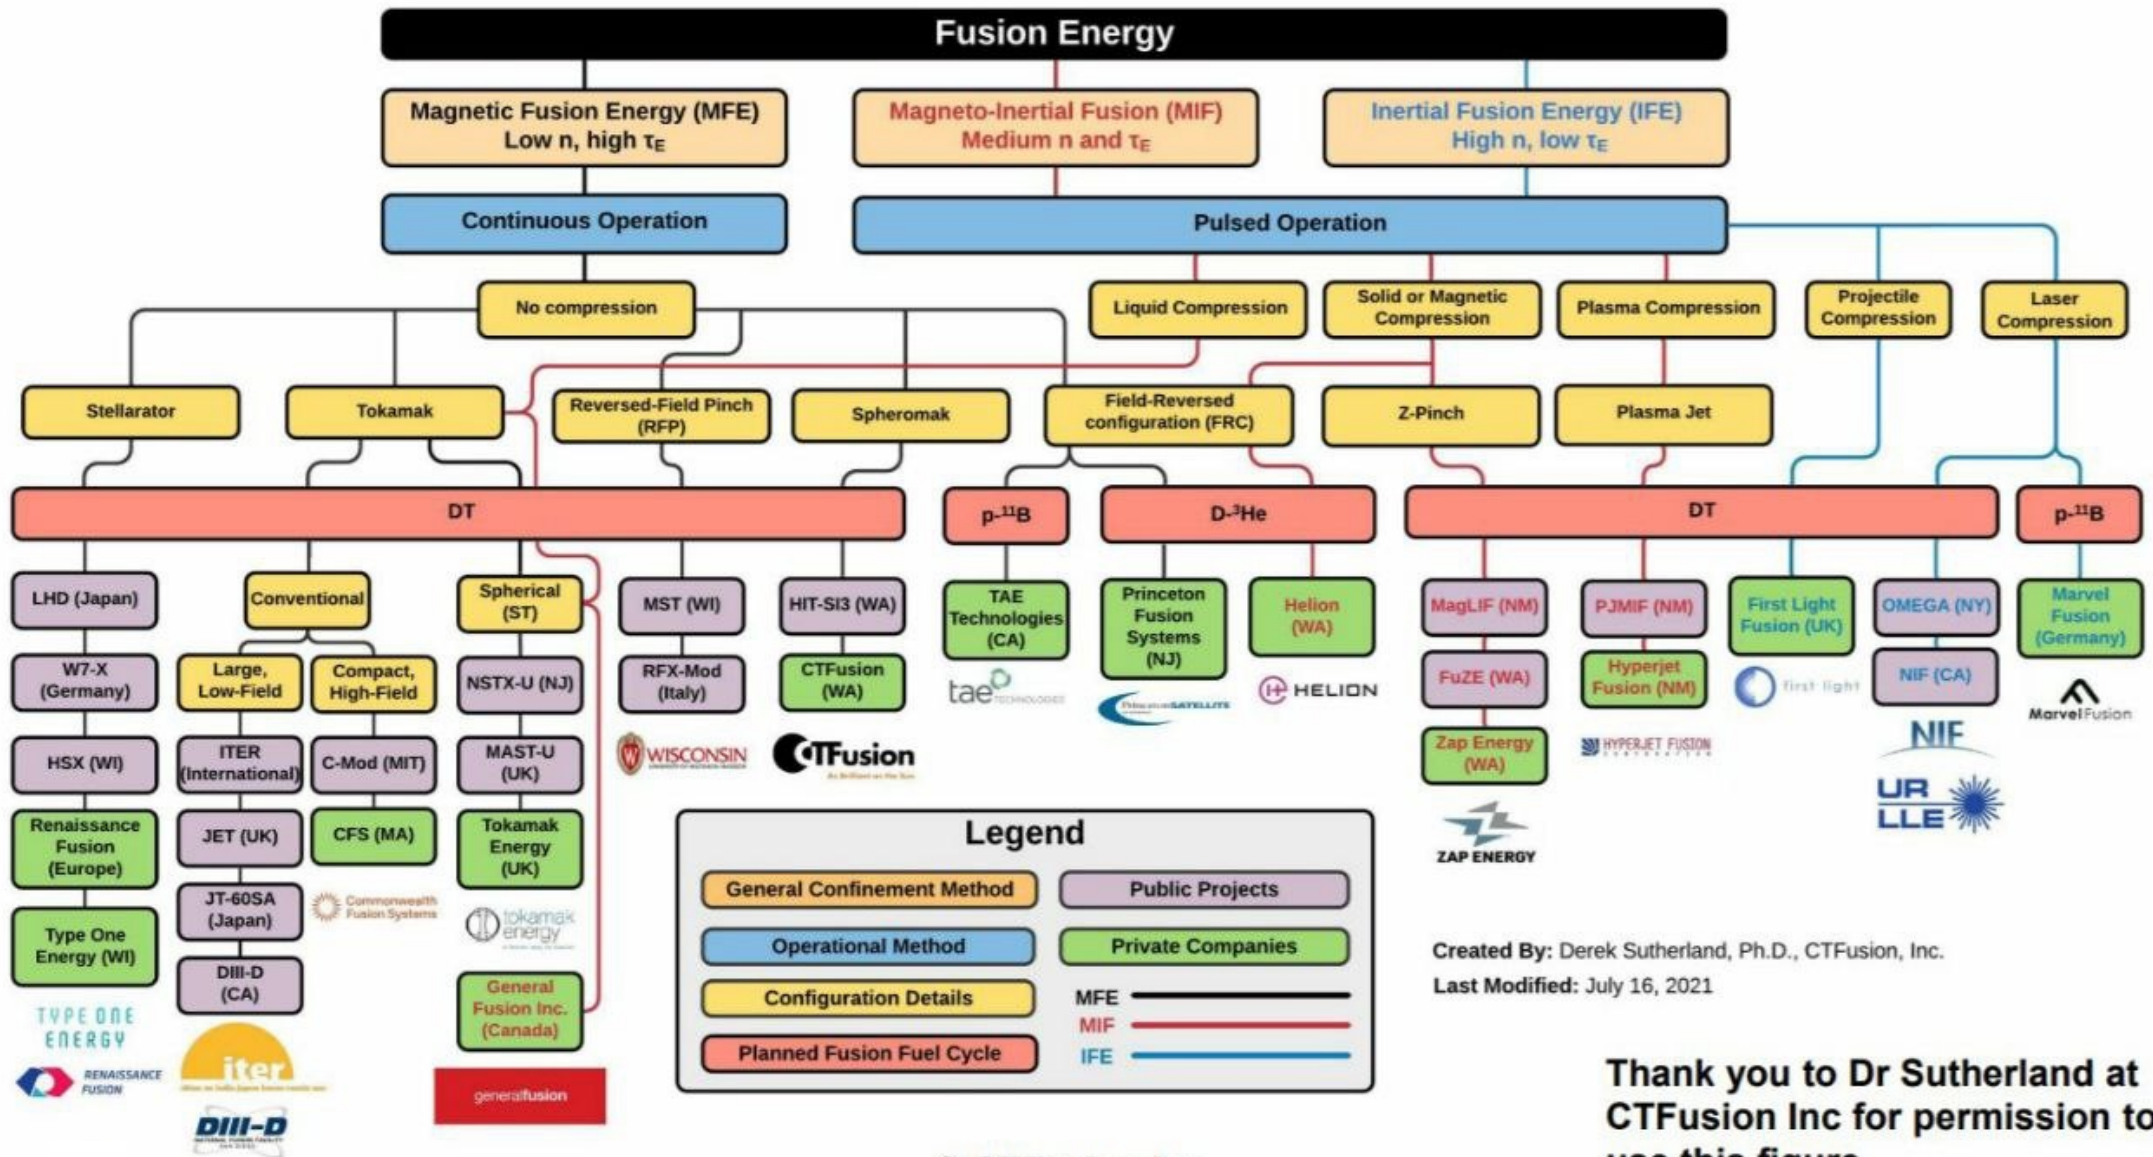 Fusion Energy
Magnetic Fusion Energy (MFE)
Low n, high τE
Magneto-Inertial Fusion (MIF)
Medium n and τE
Inertial Fusion Energy (IFE)
High n, low τE
Continuous Operation
Pulsed Operation
No compression
Liquid Compression
Solid or Magnetic
Compression
Plasma Compression
Projectile
Compression
Laser
Compression
Stellarator
Tokamak
Reversed-Field Pinch
(RFP)
Spheromak
Field-Reversed
configuration (FRC)
Z-Pinch
Plasma Jet
DT
p-¹¹B
D-³He
DT
p-¹¹B
LHD (Japan)
W7-X
(Germany)
HSX (WI)
Renaissance
Fusion
(Europe)
Type One
Energy (WI)
TYPE ONE
ENERGY
RENAISSANCE
FUSION
Conventional
Large,
Low-Field
ITER
(International)
JET (UK)
JT-60SA
(Japan)
DIII-D
(CA)
iter
DIII-D
Compact,
High-Field
C-Mod (MIT)
CFS (MA)
Commonwealth
Fusion Systems
Spherical
(ST)
NSTX-U (NJ)
MAST-U
(UK)
Tokamak
Energy
(UK)
tokamak
energy
General
Fusion Inc.
(Canada)
generalfusion
MST (WI)
RFX-Mod
(Italy)
WISCONSIN
HIT-SI3 (WA)
CTFusion
(WA)
CTFusion
TAE
Technologies
(CA)
tae TECHNOLOGIES
Princeton
Fusion
Systems
(NJ)
Princeton SATELLITE
Helion
(WA)
HELION
MagLIF (NM)
FuZE (WA)
Zap Energy
(WA)
ZAP ENERGY
PJMIF (NM)
Hyperjet
Fusion (NM)
HYPERJET FUSION
First Light
Fusion (UK)
first light
OMEGA (NY)
NIF (CA)
NIF
UR
LLE
Marvel
Fusion
(Germany)
Marvel Fusion
Legend
General Confinement Method
Public Projects
Operational Method
Private Companies
Configuration Details
Planned Fusion Fuel Cycle
MFE
MIF
IFE
Created By: Derek Sutherland, Ph.D., CTFusion, Inc.
Last Modified: July 16, 2021
Thank you to Dr Sutherland at
CTFusion Inc for permission to
use this figure